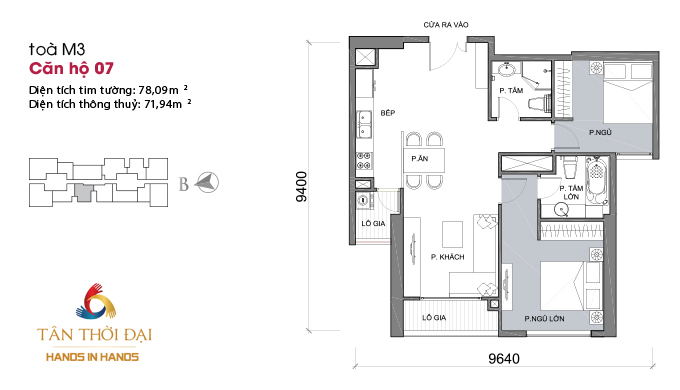 toà M3
Căn hộ 07
Diện tích tim tường: 78,09m ²
Diện tích thông thuỷ: 71,94m ²
B
TÂN THỜI ĐẠI
HANDS IN HANDS
CỬA RA VÀO
BẾP
P. TẮM
P.NGỦ
P.ĂN
P. TẮM
LỚN
LÔ GIA
P. KHÁCH
LÔ GIA
P.NGỦ LỚN
9400
9640